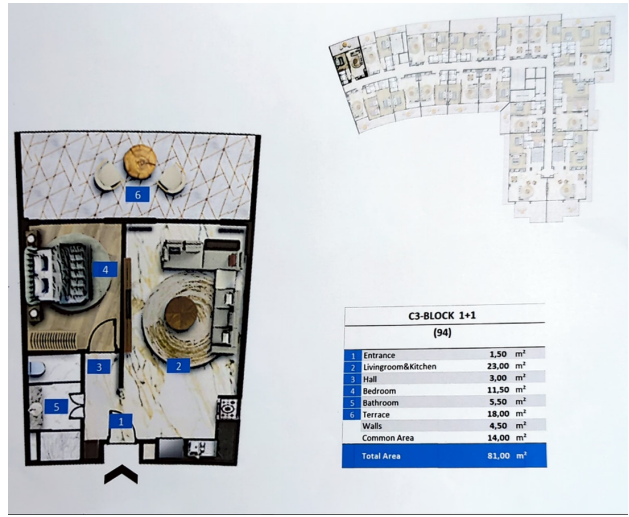 6
4
3
2
5
1
C3-BLOCK 1+1
(94)
1 Entrance 1,50 m²
2 Livingroom&Kitchen 23,00 m²
3 Hall 3,00 m²
4 Bedroom 11,50 m²
5 Bathroom 5,50 m²
6 Terrace 18,00 m²
Walls 4,50 m²
Common Area 14,00 m²
Total Area 81,00 m²